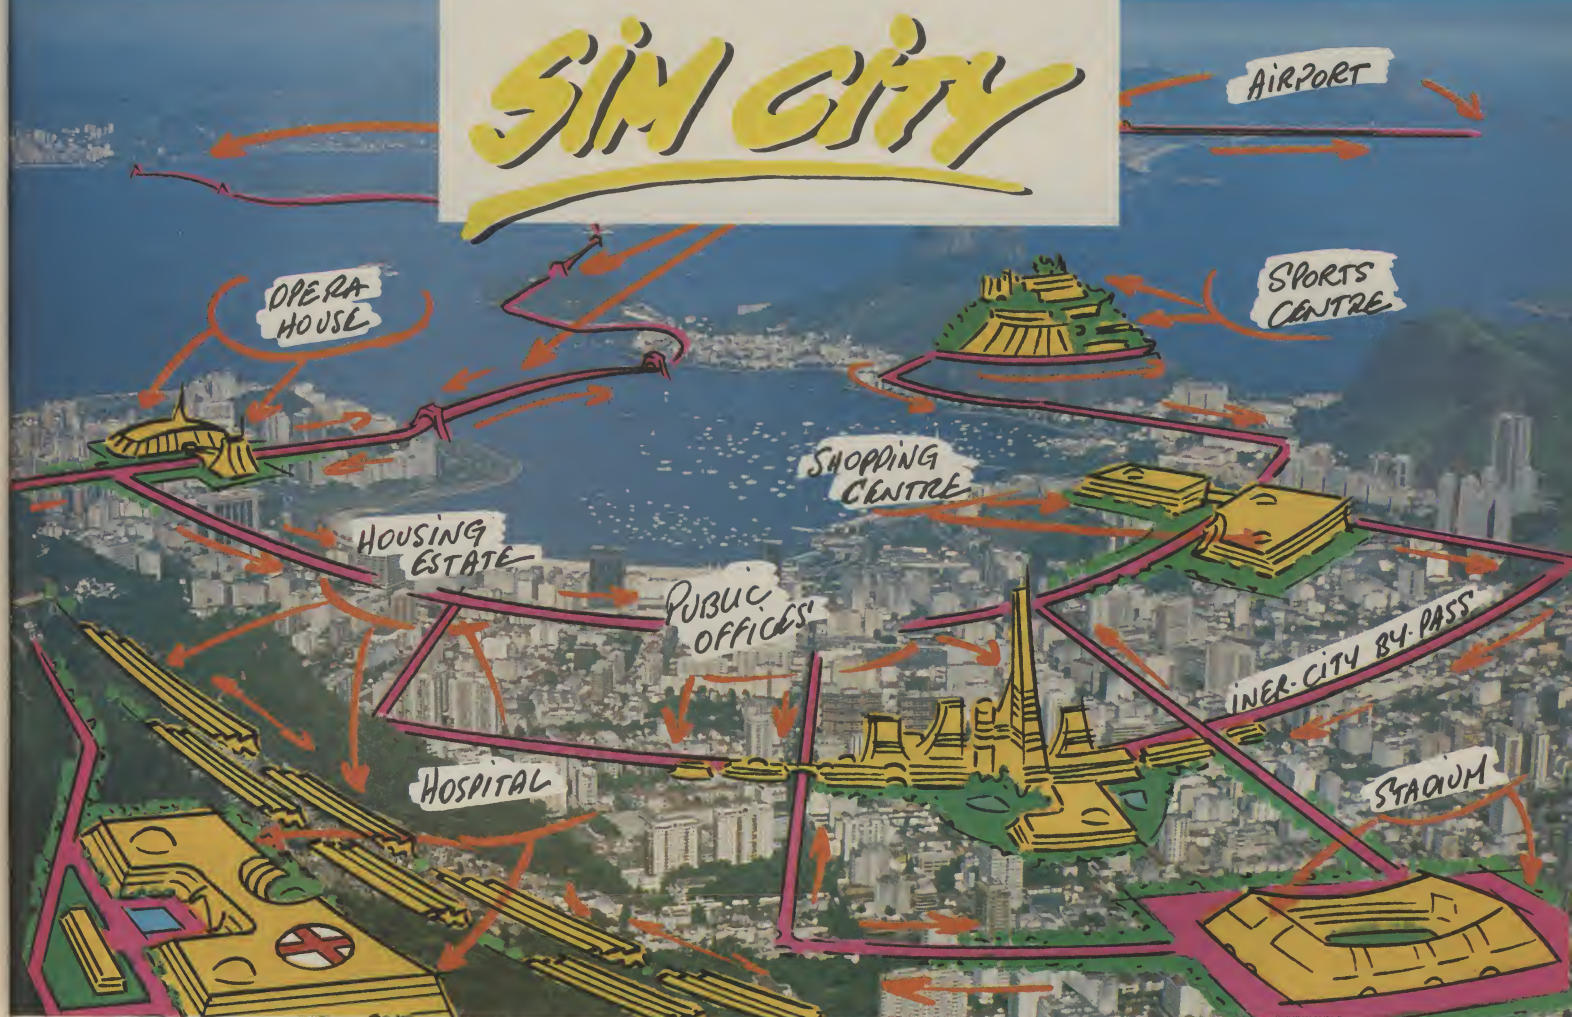 SIM CITY
AIRPORT
OPERA
HOUSE
SPORTS
CENTRE
SHOPPING
CENTRE
HOUSING
ESTATE
PUBLIC
OFFICES
INER-CITY BY-PASS
HOSPITAL
STADIUM